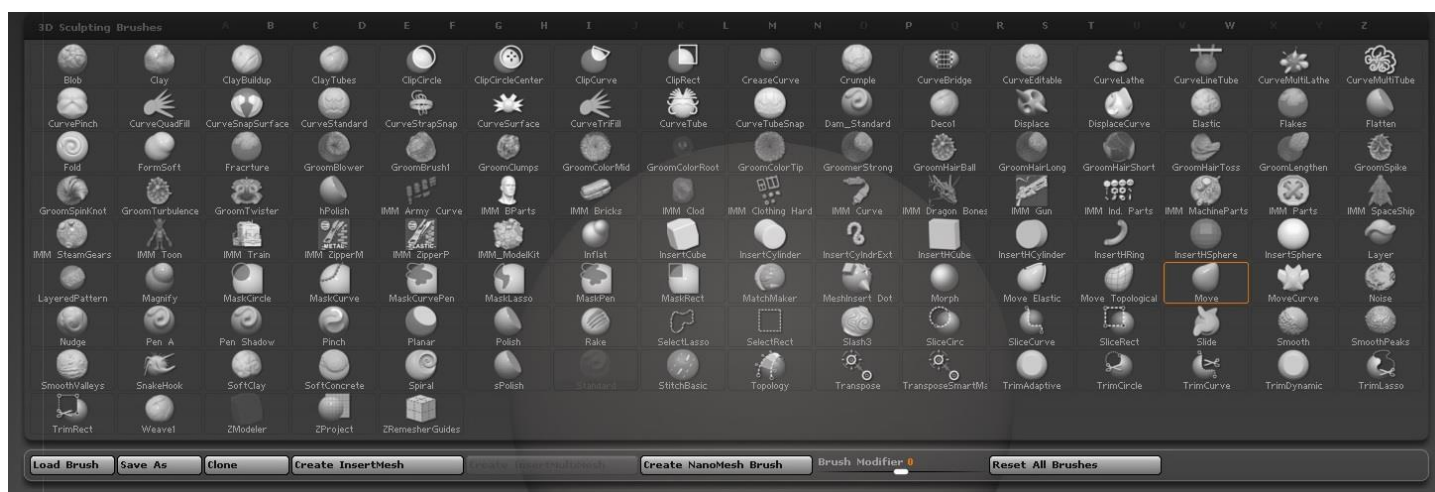 3D Sculpting Brushes A B C D E F G H I J K L M N O P Q R S T U V W X Y Z
Blob Clay ClayBuildup ClayTubes ClipCircle ClipCircleCenter ClipCurve ClipRect CreaseCurve Crumple CurveBridge CurveEditable CurveLathe CurveLineTube CurveMultiLathe CurveMultiTube
CurvePinch CurveQuadFill CurveSnapSurface CurveStandard CurveStrapSnap CurveSurface CurveTriFill CurveTube CurveTubeSnap Dam_Standard Deco1 Displace DisplaceCurve Elastic Flakes Flatten
Fold FormSoft Fracrture GroomBlower GroomBrush1 GroomClumps GroomColorMid GroomColorRoot GroomColorTip GroomerStrong GroomHairBall GroomHairLong GroomHairShort GroomHairToss GroomLengthen GroomSpike
GroomSpinKnot GroomTurbulence GroomTwister hPolish IMM Army Curve IMM BParts IMM Bricks IMM Clod IMM Clothing Hard IMM Curve IMM Dragon Bones IMM Gun IMM Ind. Parts IMM MachineParts IMM Parts IMM SpaceShip
METAL PLASTIC
IMM SteamGears IMM Toon IMM Train IMM ZipperM IMM ZipperP IMM_ModelKit Inflat InsertCube InsertCylinder InsertCylndrExt InsertHCube InsertHCylinder InsertHRing InsertHSphere InsertSphere Layer
LayeredPattern Magnify MaskCircle MaskCurve MaskCurvePen MaskLasso MaskPen MaskRect MatchMaker MeshInsert Dot Morph Move Elastic Move Topological Move MoveCurve Noise
Nudge Pen A Pen Shadow Pinch Planar Polish Rake SelectLasso SelectRect Slash3 SliceCirc SliceCurve SliceRect Slide Smooth SmoothPeaks
SmoothValleys SnakeHook SoftClay SoftConcrete Spiral sPolish Standard StitchBasic Topology Transpose TransposeSmartMa TrimAdaptive TrimCircle TrimCurve TrimDynamic TrimLasso
TrimRect Weave1 ZModeler ZProject ZRemesherGuides
Load Brush Save As Clone Create InsertMesh Create InsertMultiMesh Create NanoMesh Brush Brush Modifier 0 Reset All Brushes